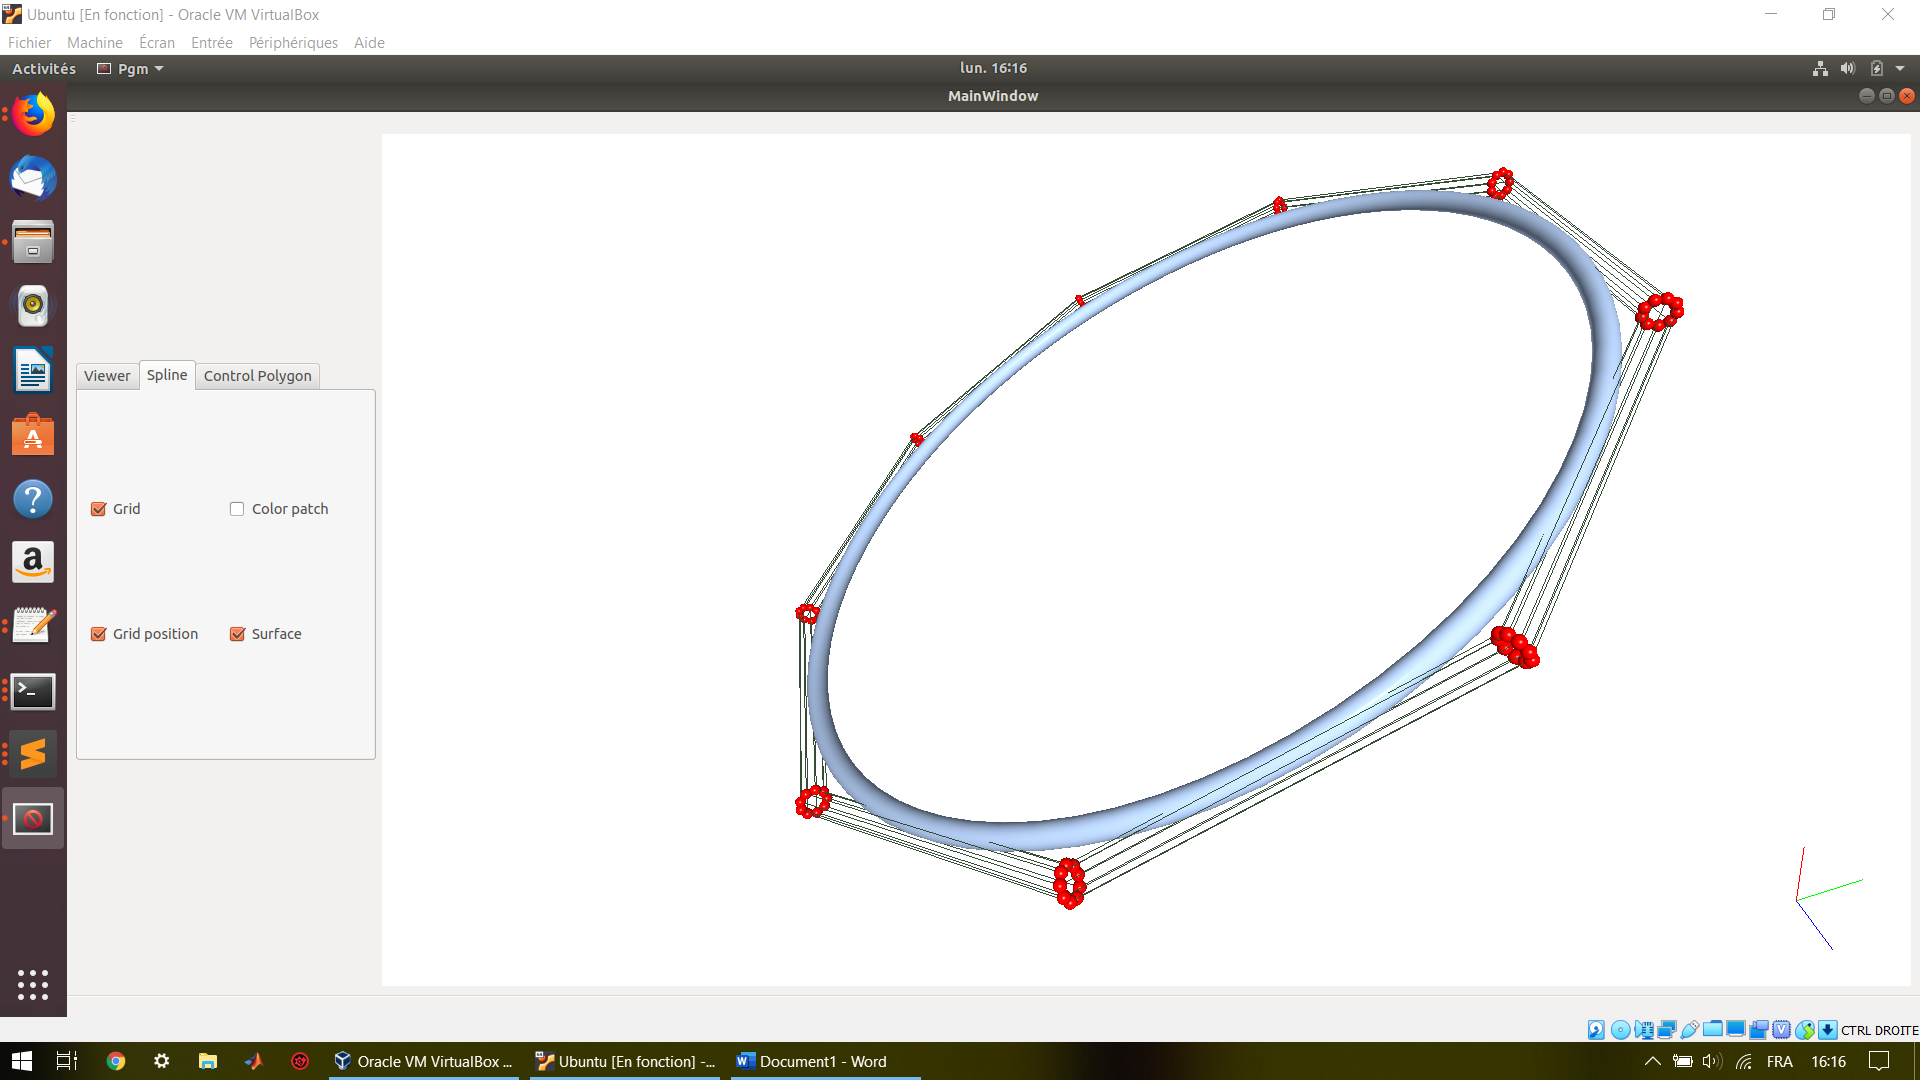 Ubuntu [En fonction] - Oracle VM VirtualBox
Fichier Machine Écran Entrée Périphériques Aide
Activités Pgm lun. 16:16
MainWindow
Viewer Spline Control Polygon
Grid Color patch
Grid position Surface
CTRL DROITE
Oracle VM VirtualBox ... Ubuntu [En fonction] -... Document1 - Word FRA 16:16